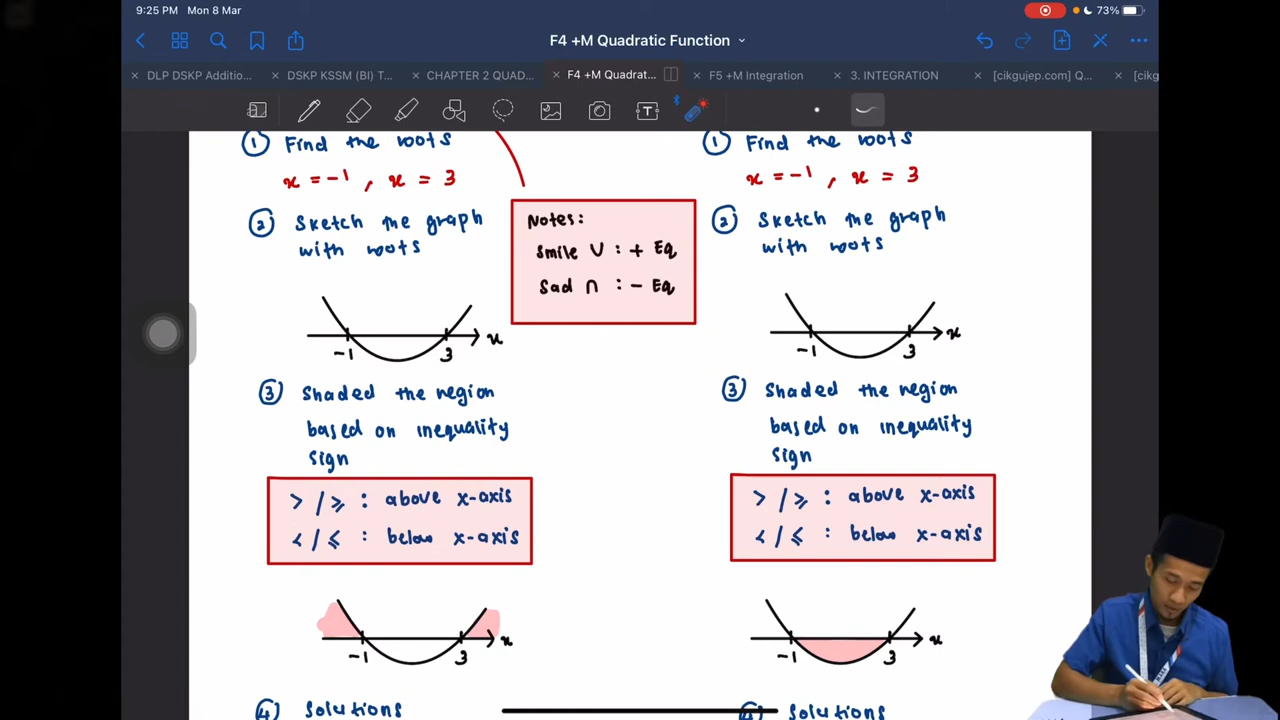 9:25 PM Mon 8 Mar
73%
F4 +M Quadratic Function
DLP DSKP Additio...
DSKP KSSM (BI) T...
CHAPTER 2 QUAD...
F4 +M Quadrat...
F5 +M Integration
3. INTEGRATION
[cikgujep.com] Q...
[cikg
① Find the roots
x = -1 , x = 3
② Sketch the graph
with roots
-1 3 x
③ Shaded the region
based on inequality
sign
> / ⩾ : above x-axis
< / ⩽ : below x-axis
-1 3 x
④ Solutions
Notes:
Smile ∪ : + Eq
Sad ∩ : - Eq
① Find the roots
x = -1 , x = 3
② Sketch the graph
with roots
-1 3 x
③ Shaded the region
based on inequality
sign
> / ⩾ : above x-axis
< / ⩽ : below x-axis
-1 3 x
④ Solutions